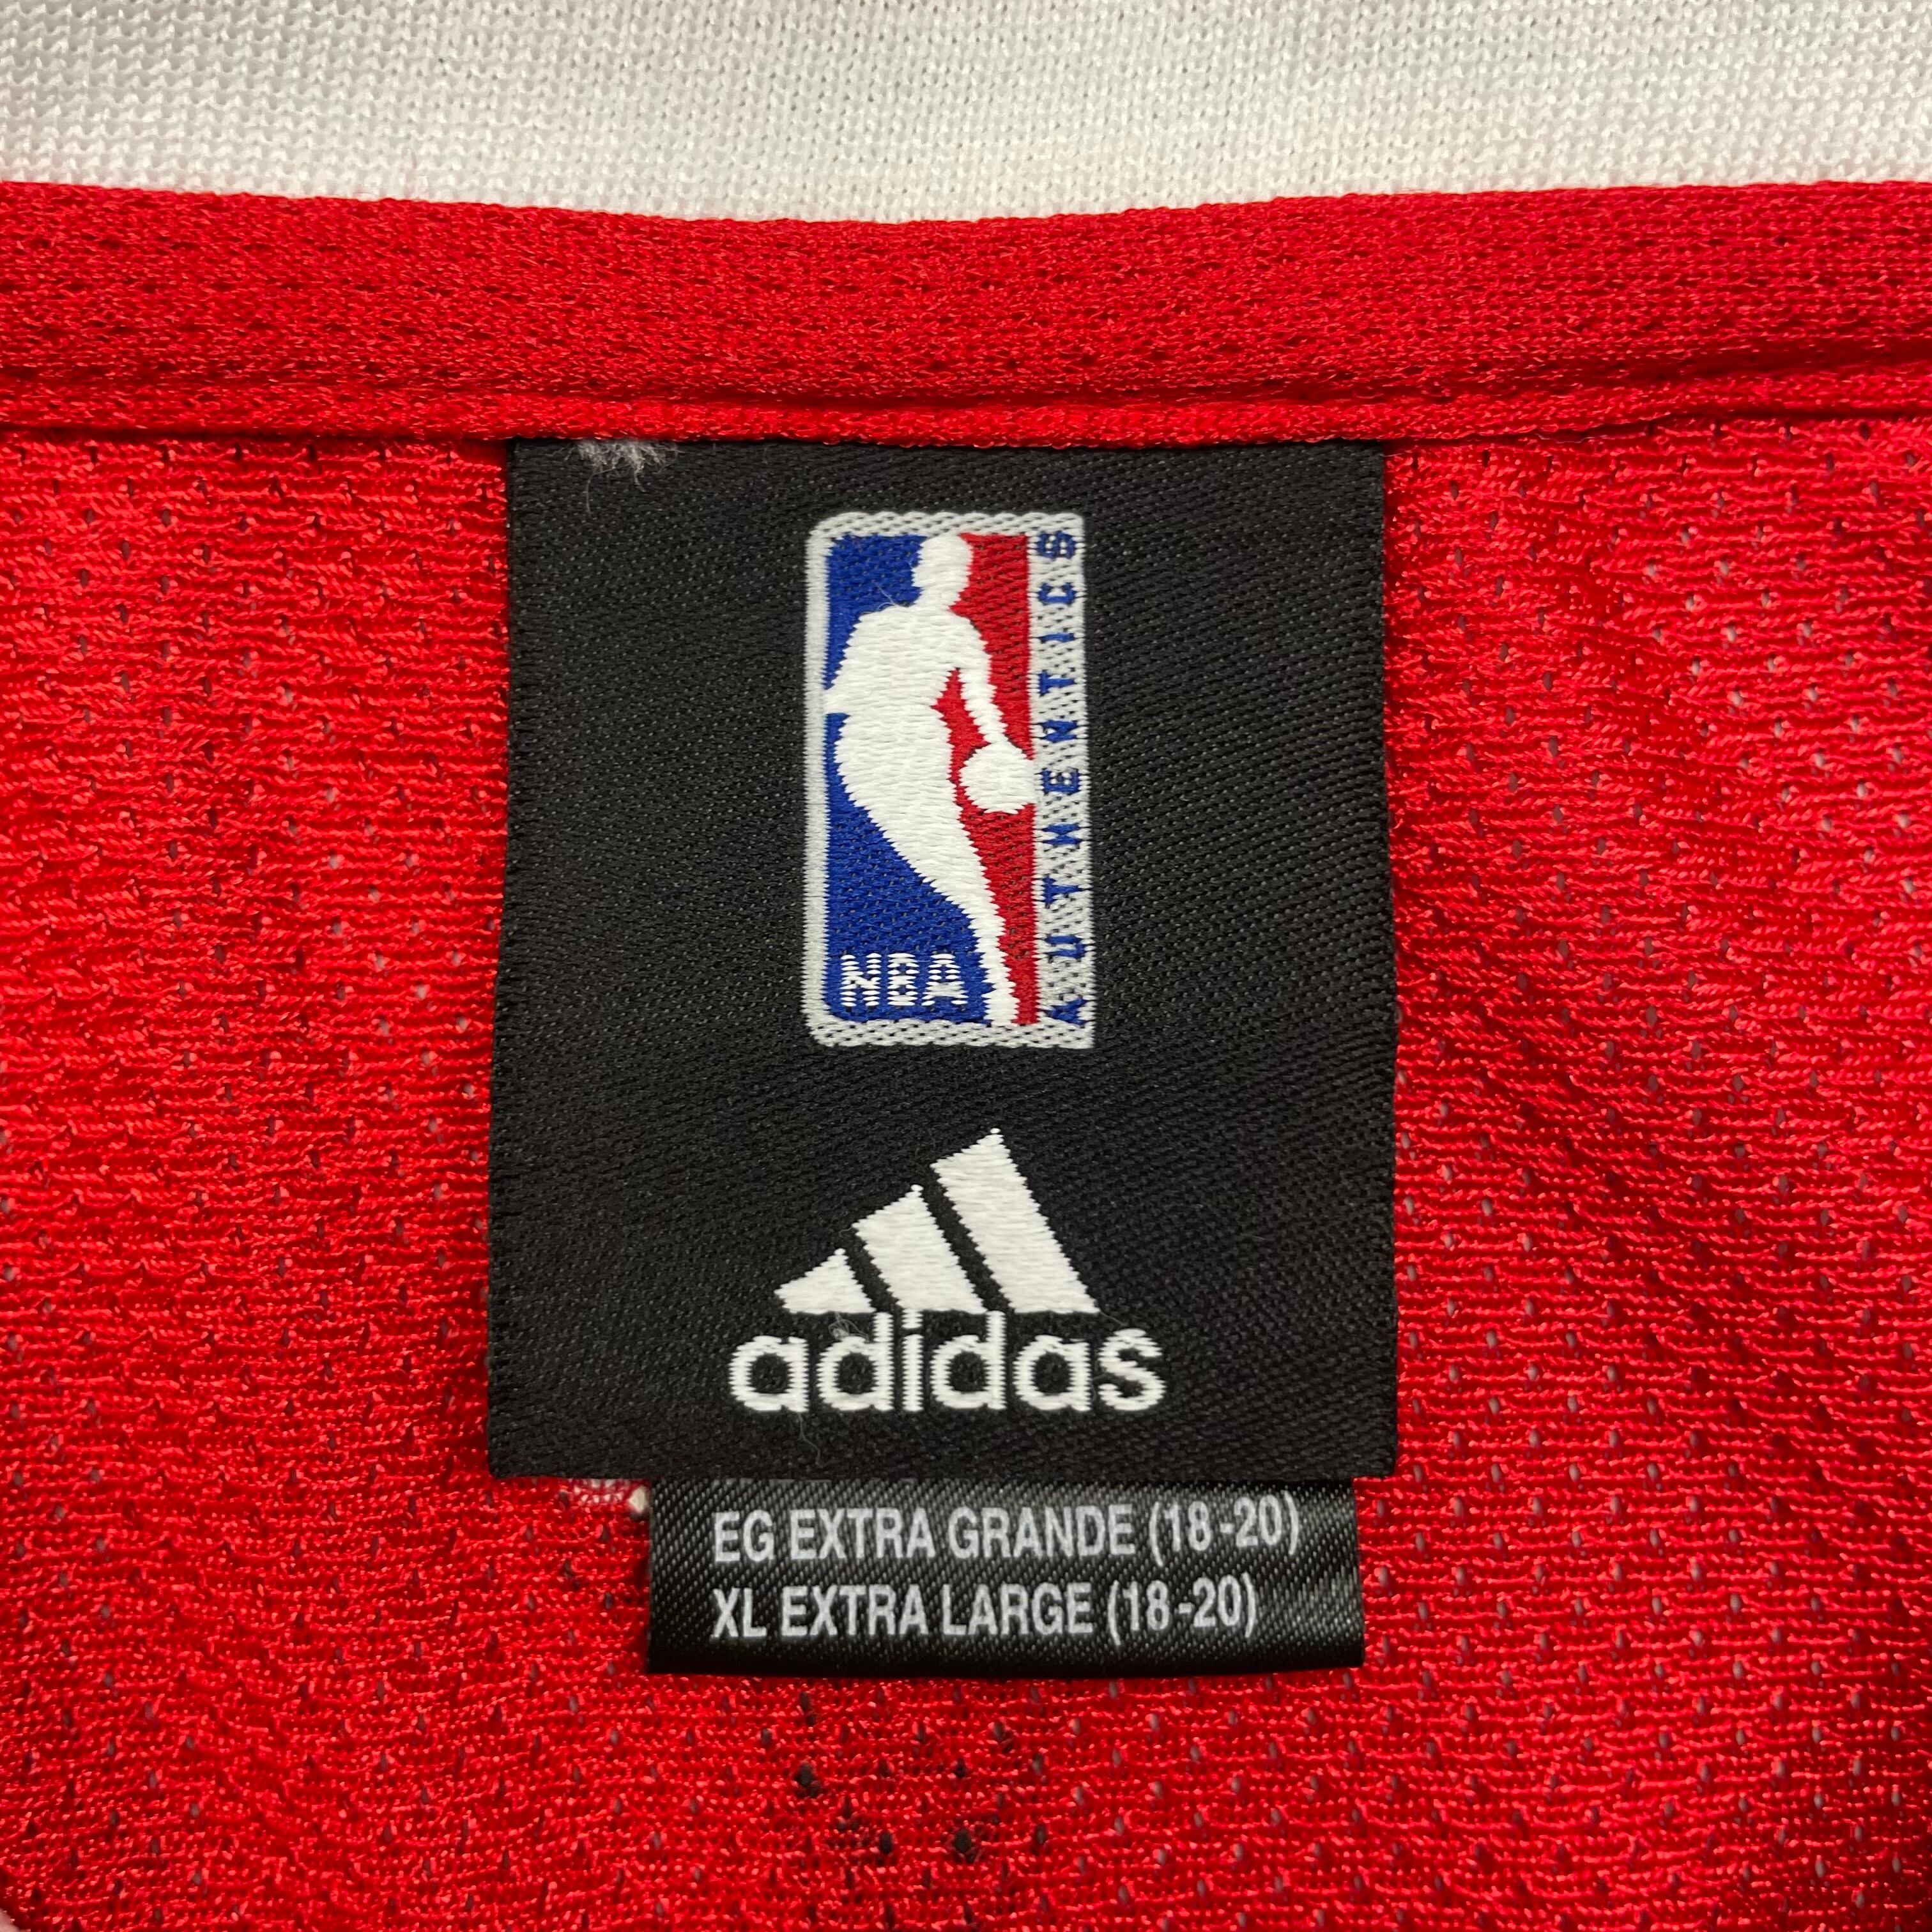 NBA
AUTHENTICS
adidas
EG EXTRA GRANDE (18-20)
XL EXTRA LARGE (18-20)